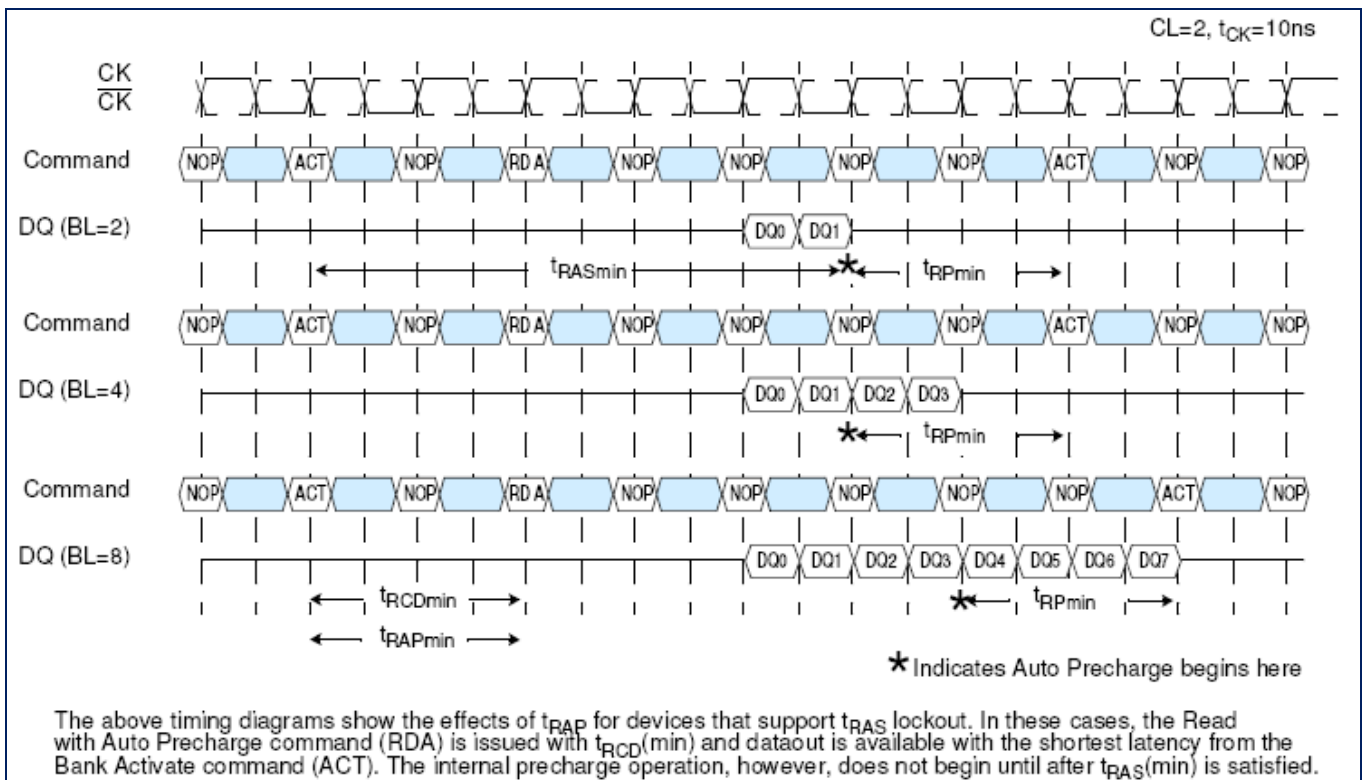 CL=2, tCK=10ns
CK
CK
Command NOP ACT NOP RDA NOP NOP NOP NOP ACT NOP NOP
DQ (BL=2) DQ0 DQ1
tRASmin * tRPmin
Command NOP ACT NOP RDA NOP NOP NOP NOP ACT NOP NOP
DQ (BL=4) DQ0 DQ1 DQ2 DQ3
* tRPmin
Command NOP ACT NOP RDA NOP NOP NOP NOP NOP ACT NOP
DQ (BL=8) DQ0 DQ1 DQ2 DQ3 DQ4 DQ5 DQ6 DQ7
tRCDmin * tRPmin
tRAPmin
* Indicates Auto Precharge begins here
The above timing diagrams show the effects of tRAP for devices that support tRAS lockout. In these cases, the Read
with Auto Precharge command (RDA) is issued with tRCD(min) and dataout is available with the shortest latency from the
Bank Activate command (ACT). The internal precharge operation, however, does not begin until after tRAS(min) is satisfied.